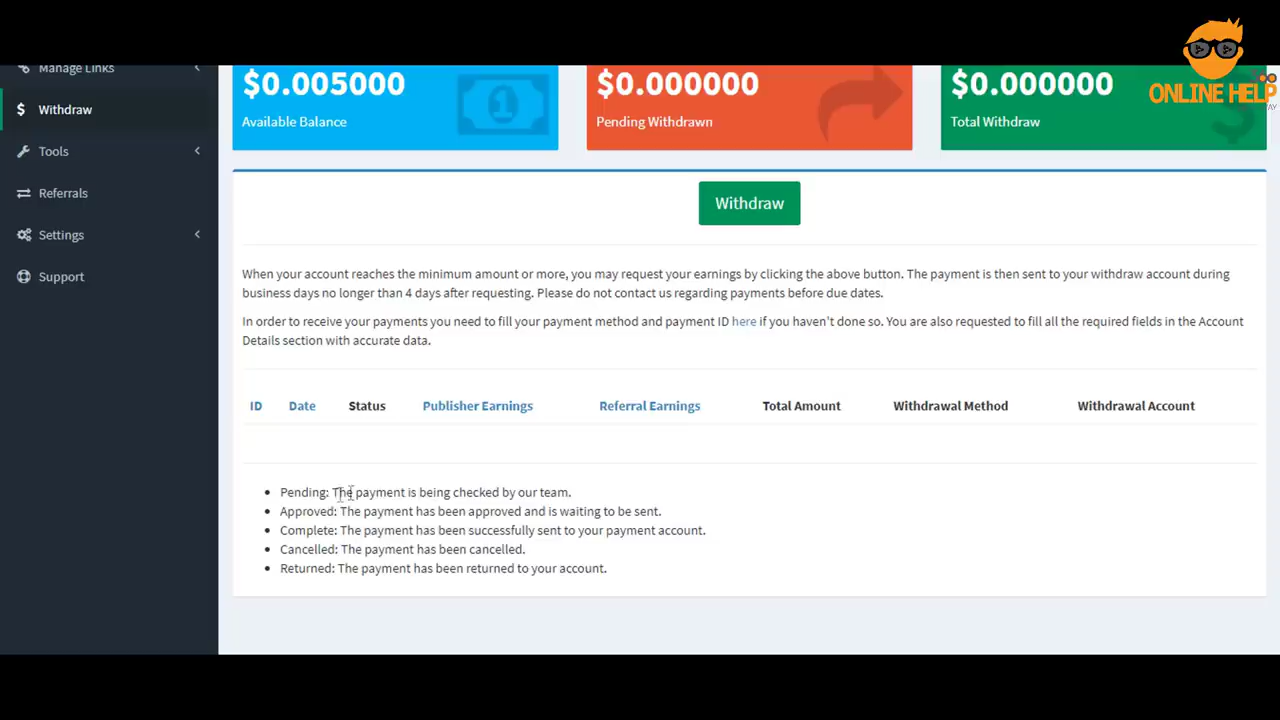 ONLINE HELP
AY
Manage Links
$0.005000
$0.000000
$0.000000
Withdraw
Available Balance
Pending Withdrawn
Total Withdraw
Tools
Withdraw
Referrals
Settings
Support
When your account reaches the minimum amount or more, you may request your earnings by clicking the above button. The payment is then sent to your withdraw account during
business days no longer than 4 days after requesting. Please do not contact us regarding payments before due dates.
In order to receive your payments you need to fill your payment method and payment ID here if you haven't done so. You are also requested to fill all the required fields in the Account
Details section with accurate data.
ID Date Status Publisher Earnings Referral Earnings Total Amount Withdrawal Method Withdrawal Account
Pending: The payment is being checked by our team.
Approved: The payment has been approved and is waiting to be sent.
Complete: The payment has been successfully sent to your payment account.
Cancelled: The payment has been cancelled.
Returned: The payment has been returned to your account.